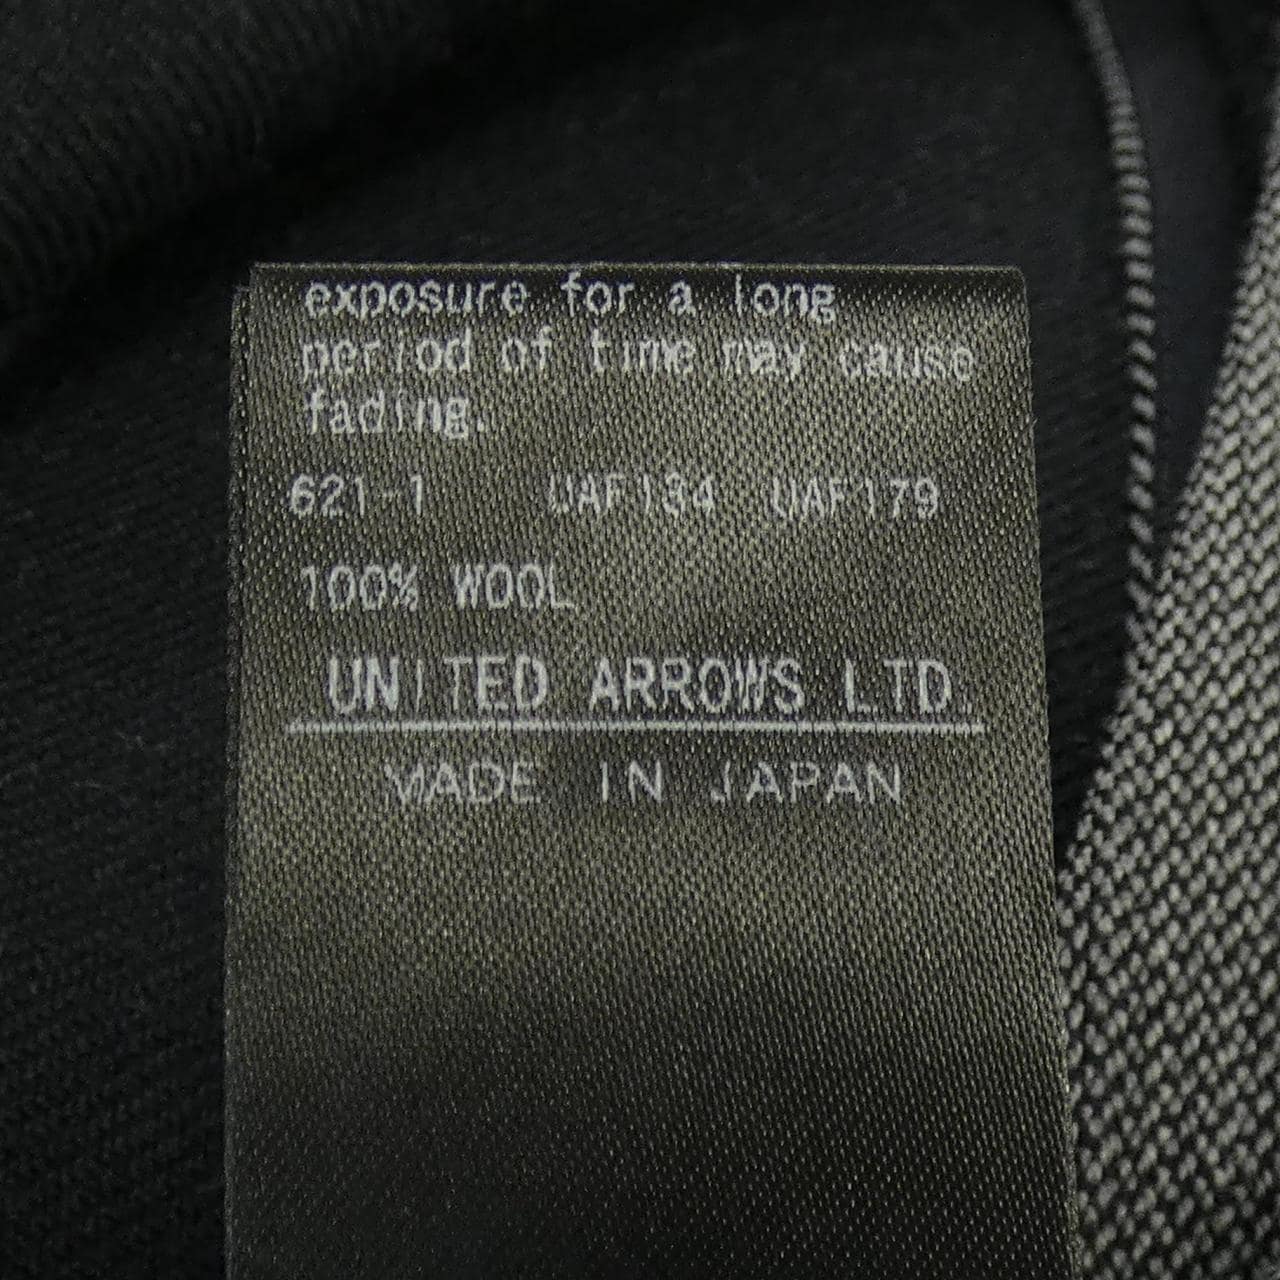 exposure for a long
period of time may cause
fading.
621-1 UAF184 UAF179
100% WOOL
UNITED ARROWS LTD.
MADE IN JAPAN